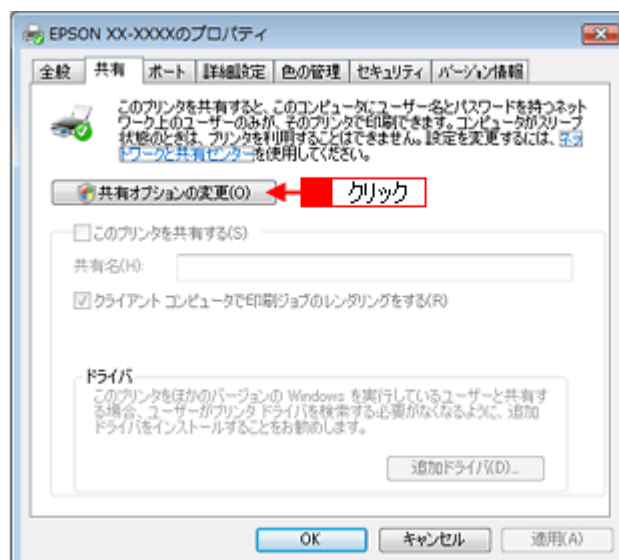 EPSON XX-XXXXのプロパティ
全般 共有 ポート 詳細設定 色の管理 セキュリティ バージョン情報
このプリンタを共有すると、このコンピュータにユーザー名とパスワードを持つネット
ワーク上のユーザーのみが、そのプリンタで印刷できます。コンピュータがスリープ
状態のときは、プリンタを利用することはできません。設定を変更するには、ネッ
トワークと共有センターを使用してください。
共有オプションの変更(O) クリック
このプリンタを共有する(S)
共有名(H):
クライアント コンピュータで印刷ジョブのレンダリングをする(R)
ドライバ
このプリンタをほかのバージョンの Windows を実行しているユーザーと共有す
る場合、ユーザーがプリンタ ドライバを検索する必要がなくなるように、追加
ドライバをインストールすることをお勧めします。
追加ドライバ(D)...
OK キャンセル 適用(A)